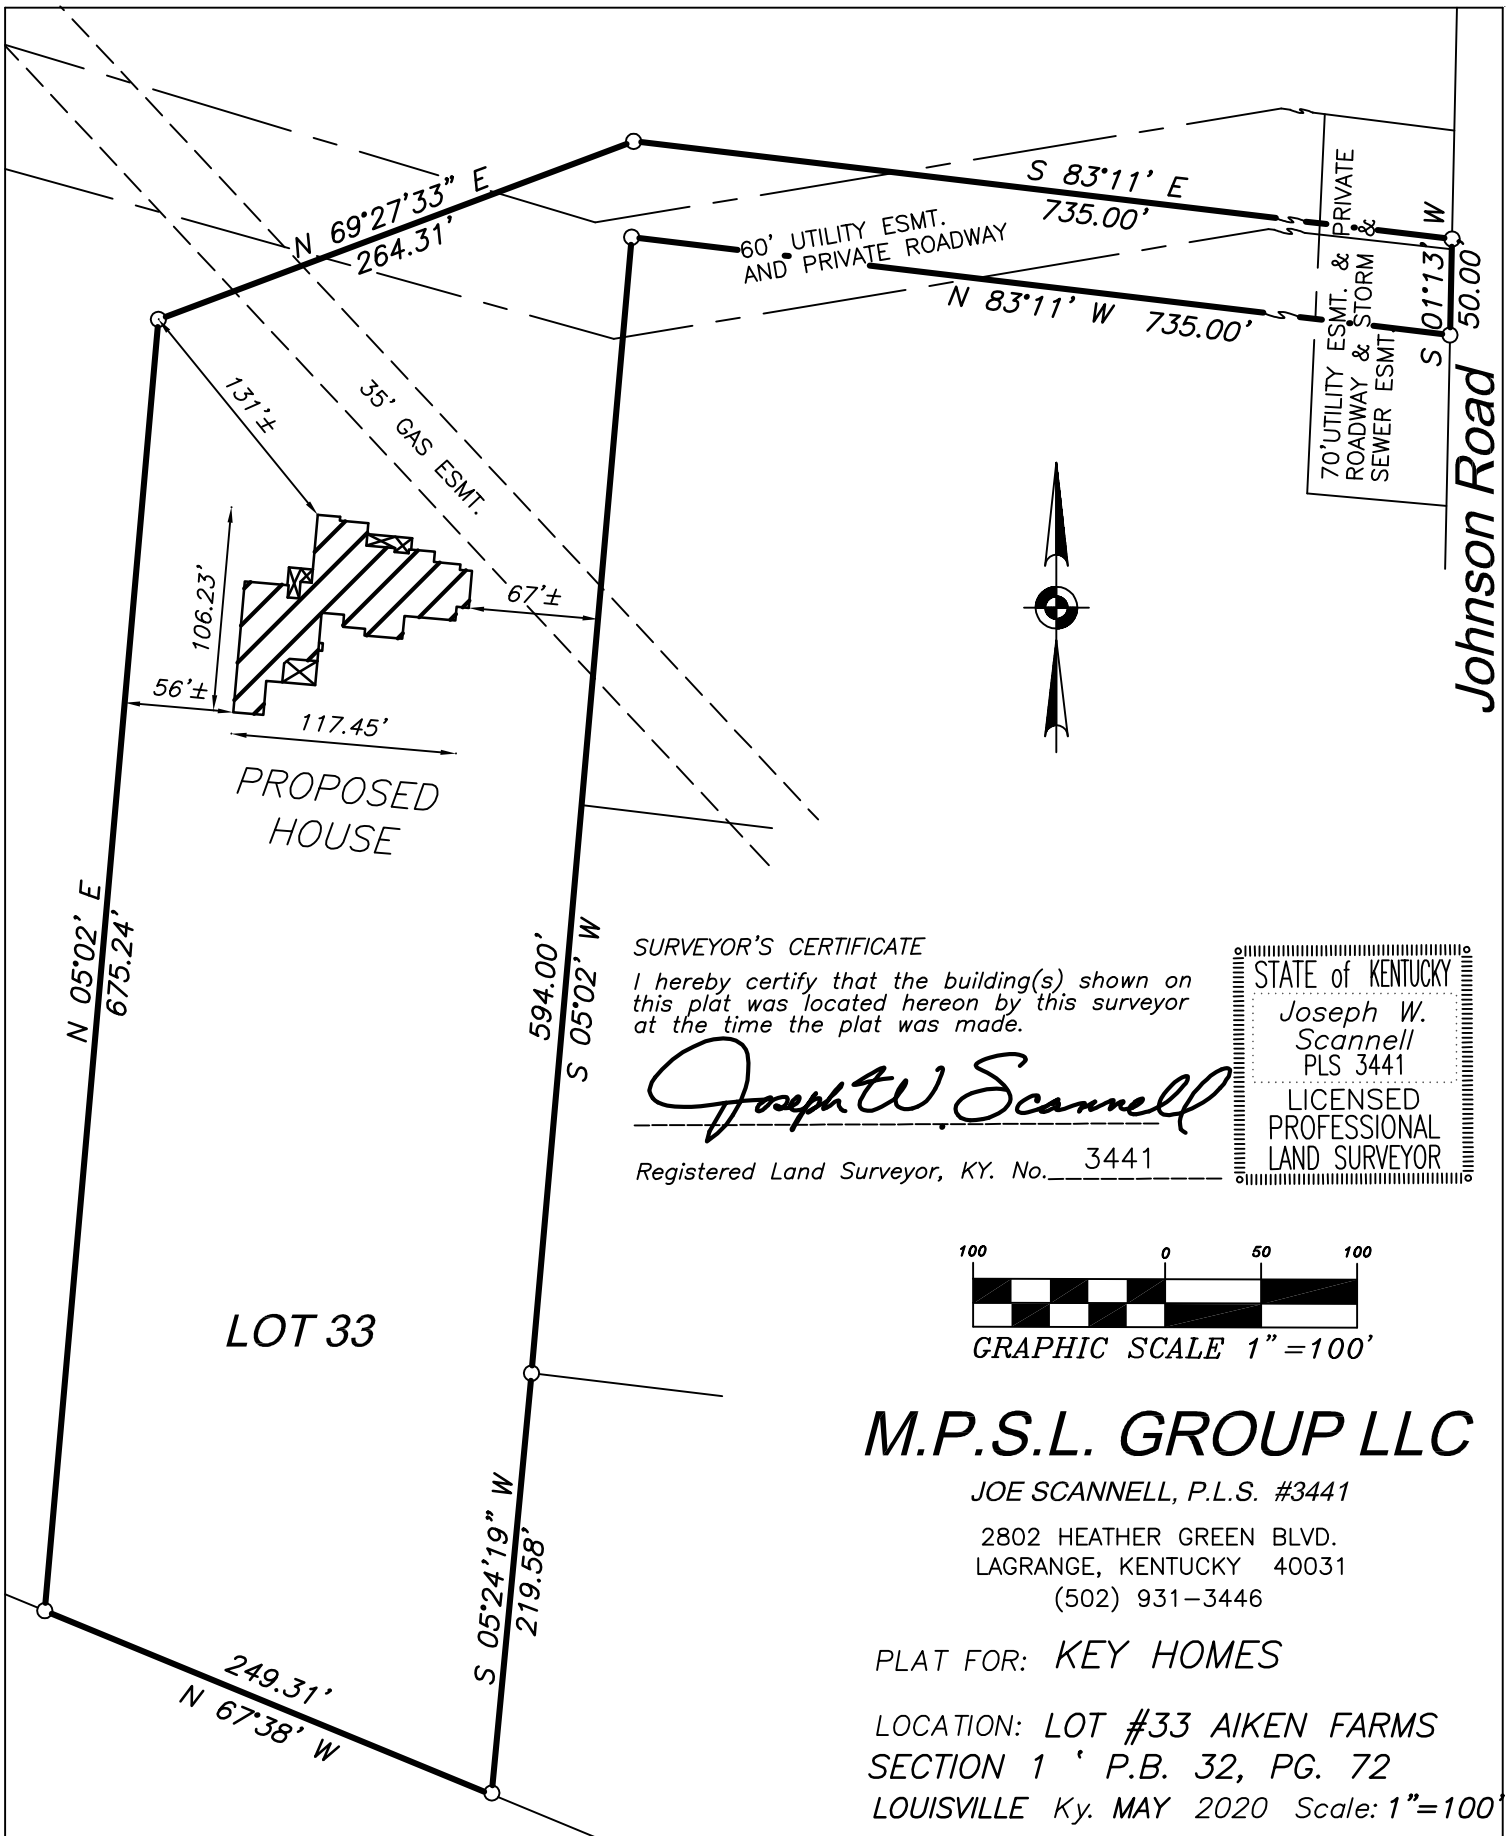 S 83°11' E
735.00'
N 69°27'33" E
264.31'
60' UTILITY ESMT.
AND PRIVATE ROADWAY
N 83°11' W 735.00'
70'UTILITY ESMT. & PRIVATE
ROADWAY & STORM &
SEWER ESMT
S 01°13' W
50.00'
Johnson Road
131'±
35' GAS ESMT.
106.23'
67'±
56'±
117.45'
PROPOSED
HOUSE
N 05°02' E
675.24'
594.00'
S 05°02' W
SURVEYOR'S CERTIFICATE
I hereby certify that the building(s) shown on
this plat was located hereon by this surveyor
at the time the plat was made.
Joseph W. Scannell
Registered Land Surveyor, KY. No. 3441
STATE of KENTUCKY
Joseph W.
Scannell
PLS 3441
LICENSED
PROFESSIONAL
LAND SURVEYOR
100 0 50 100
GRAPHIC SCALE 1"=100'
LOT 33
S 05°24'19" W
219.58'
249.31'
N 67°38' W
M.P.S.L. GROUP LLC
JOE SCANNELL, P.L.S. #3441
2802 HEATHER GREEN BLVD.
LAGRANGE, KENTUCKY 40031
(502) 931-3446
PLAT FOR: KEY HOMES
LOCATION: LOT #33 AIKEN FARMS
SECTION 1 ' P.B. 32, PG. 72
LOUISVILLE Ky. MAY 2020 Scale: 1"=100'